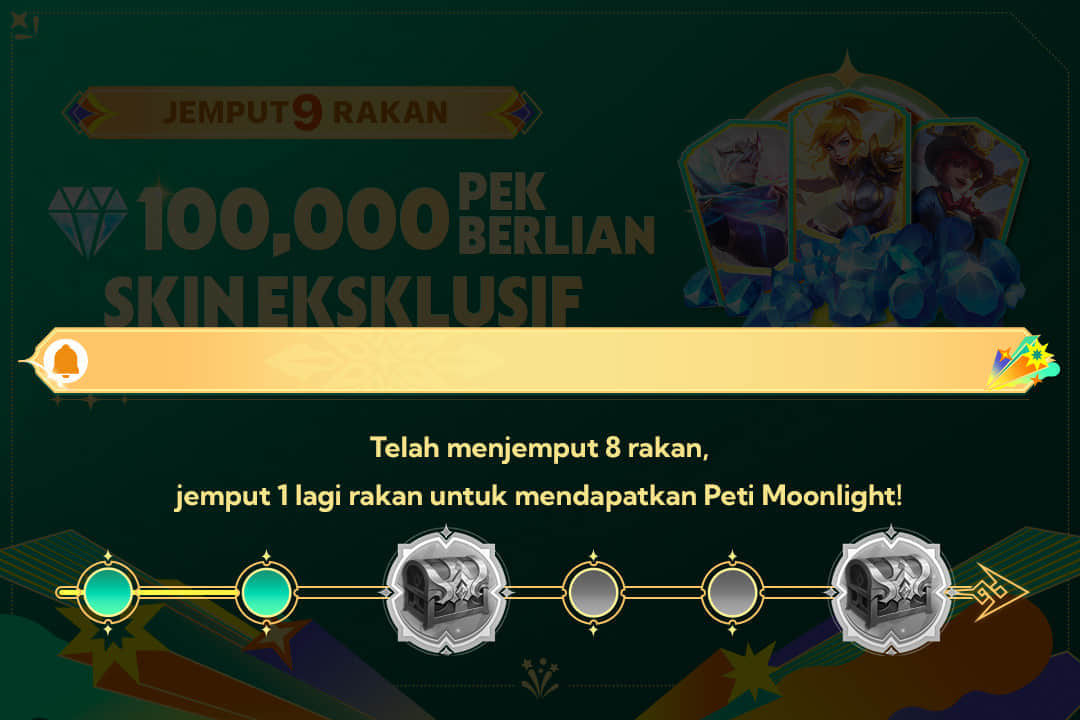 JEMPUT 9 RAKAN
100,000 PEK BERLIAN
SKIN EKSKLUSIF
Telah menjemput 8 rakan,
jemput 1 lagi rakan untuk mendapatkan Peti Moonlight!